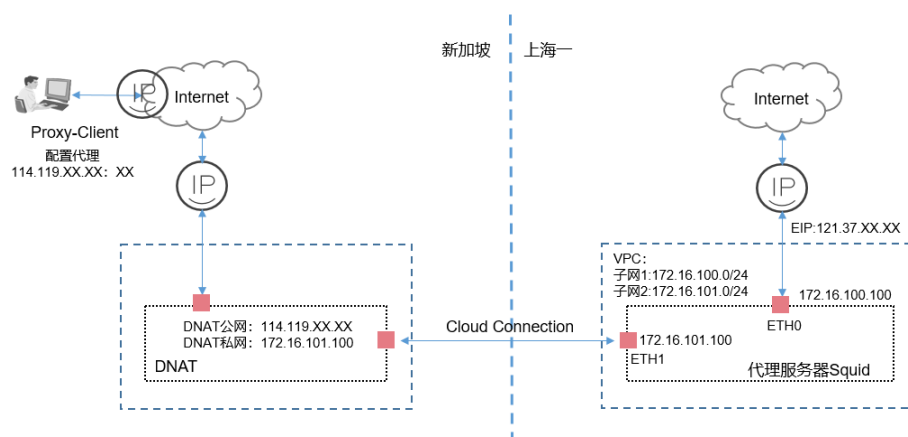 新加坡
上海一
Internet
Internet
IP
Proxy-Client
配置代理
114.119.XX.XX：XX
IP
IP
EIP:121.37.XX.XX
VPC：
子网1:172.16.100.0/24
子网2:172.16.101.0/24
172.16.100.100
ETH0
DNAT公网：114.119.XX.XX
DNAT私网：172.16.101.100
DNAT
Cloud Connection
172.16.101.100
ETH1
代理服务器Squid